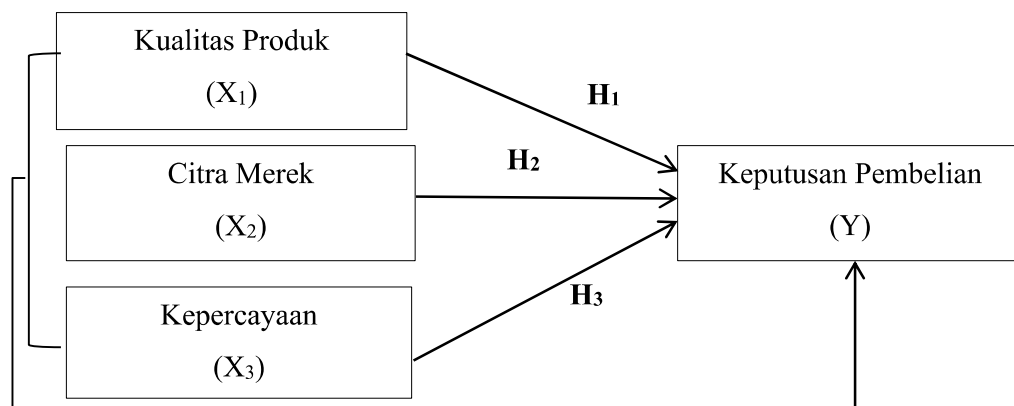 Kualitas Produk
(X₁)
H₁
Citra Merek
(X₂)
H₂
Keputusan Pembelian
(Y)
Kepercayaan
(X₃)
H₃